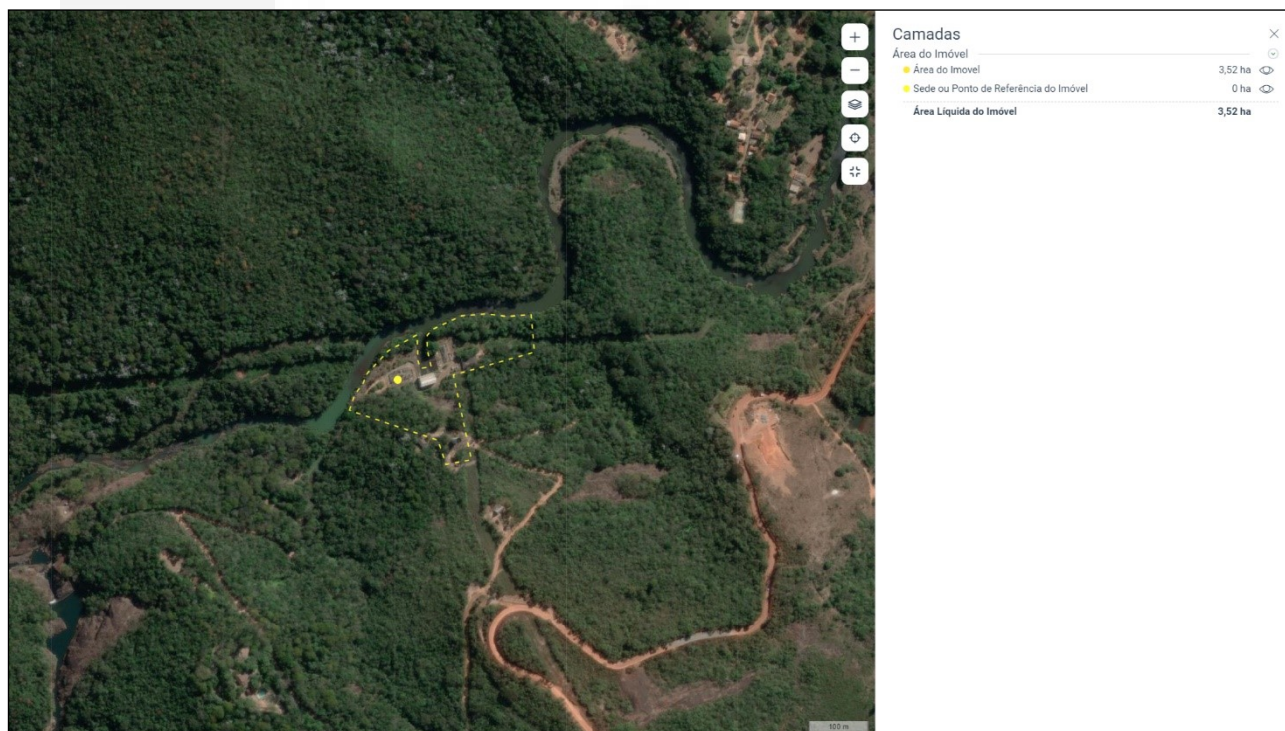 Camadas
Área do Imóvel
Área do Imovel 3,52 ha
Sede ou Ponto de Referência do Imóvel 0 ha
Área Líquida do Imóvel 3,52 ha
100 m